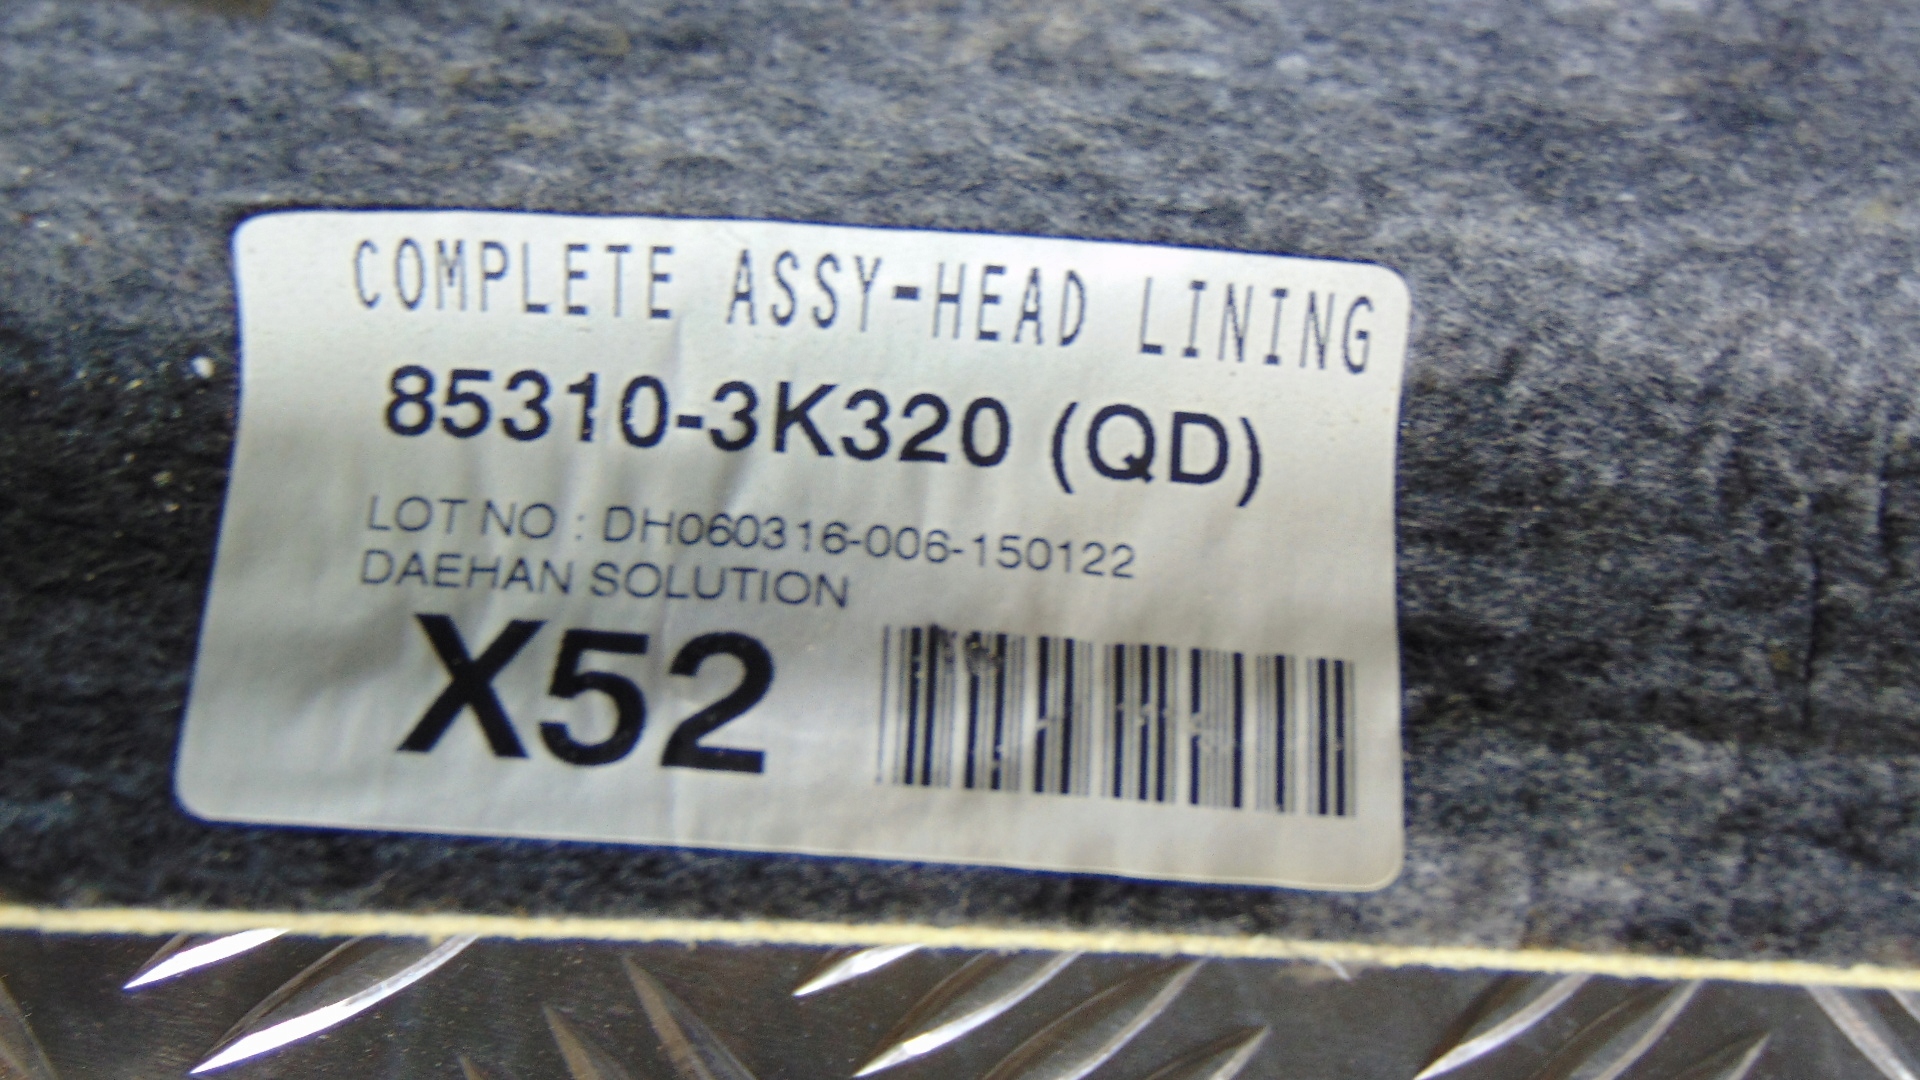 COMPLETE ASSY-HEAD LINING
85310-3K320 (QD)
LOT NO : DH060316-006-150122
DAEHAN SOLUTION
X52